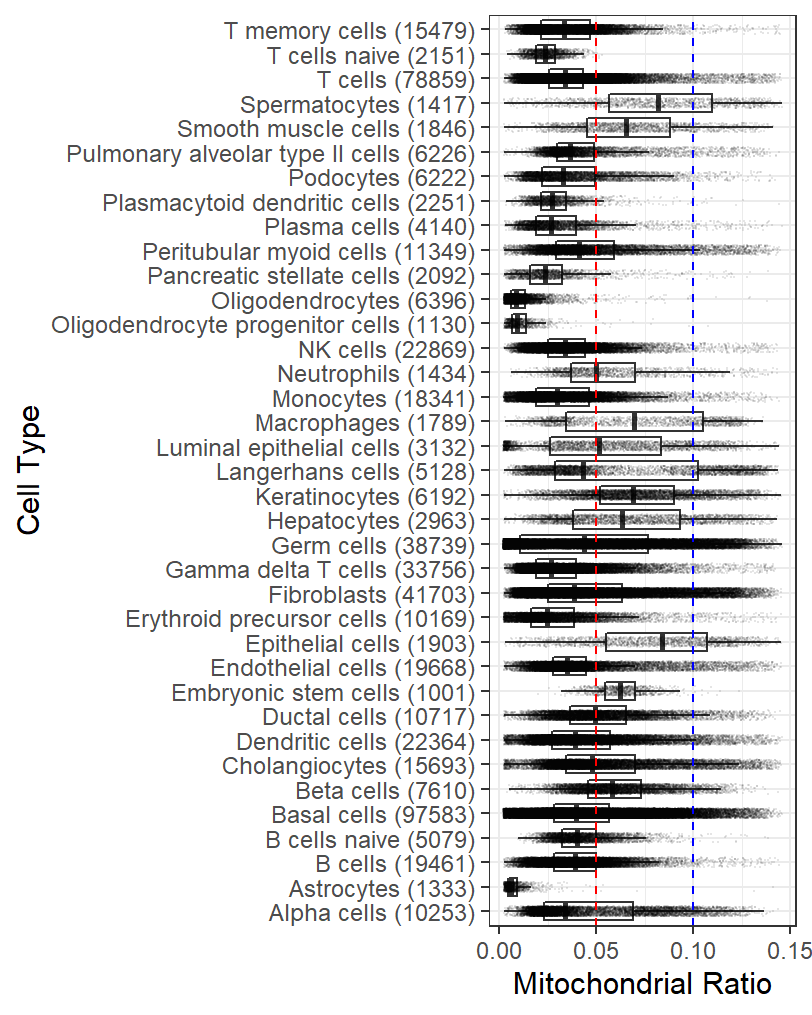 T memory cells (15479)
T cells naive (2151)
T cells (78859)
Spermatocytes (1417)
Smooth muscle cells (1846)
Pulmonary alveolar type II cells (6226)
Podocytes (6222)
Plasmacytoid dendritic cells (2251)
Plasma cells (4140)
Peritubular myoid cells (11349)
Pancreatic stellate cells (2092)
Oligodendrocytes (6396)
Oligodendrocyte progenitor cells (1130)
NK cells (22869)
Neutrophils (1434)
Monocytes (18341)
Macrophages (1789)
Luminal epithelial cells (3132)
Langerhans cells (5128)
Keratinocytes (6192)
Hepatocytes (2963)
Germ cells (38739)
Gamma delta T cells (33756)
Fibroblasts (41703)
Erythroid precursor cells (10169)
Epithelial cells (1903)
Endothelial cells (19668)
Embryonic stem cells (1001)
Ductal cells (10717)
Dendritic cells (22364)
Cholangiocytes (15693)
Beta cells (7610)
Basal cells (97583)
B cells naive (5079)
B cells (19461)
Astrocytes (1333)
Alpha cells (10253)
Cell Type
0.00 0.05 0.10 0.15
Mitochondrial Ratio